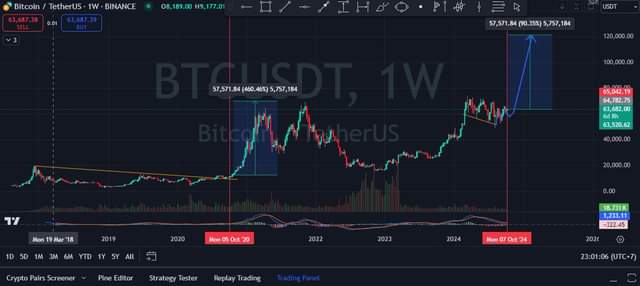 Bitcoin / TetherUS · 1W · BINANCE
O8,189.00 H9,177.01
USDT
63,687.38
SELL
0.01
63,687.39
BUY
3
57,571.84 (90.35%) 5,757,184
120,000.00
100,000.00
57,571.84 (460.46%) 5,757,184
BTCUSDT, 1W
Bitcoin / TetherUS
65,042.19
64,782.75
63,682.00
6d 8h
63,520.62
40,000.00
20,000.00
0.00
18.731K
1,233.11
-322.45
Mon 19 Mar '18
2019
2020
Mon 05 Oct '20
2022
2023
2024
Mon 07 Oct '24
2026
1D 5D 1M 3M 6M YTD 1Y 5Y All
23:01:06 (UTC+7)
Crypto Pairs Screener
Pine Editor
Strategy Tester
Replay Trading
Trading Panel